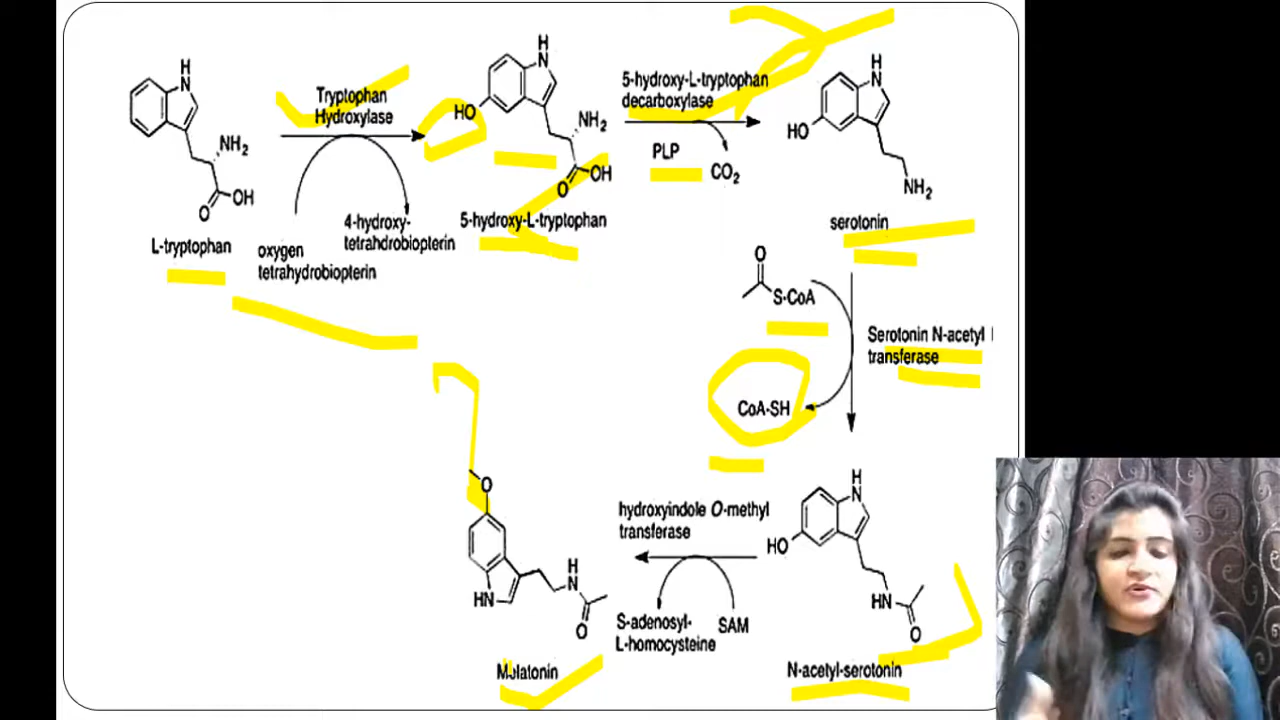 H
N
Tryptophan
Hydroxylase
NH2
OH
O
L-tryptophan
oxygen
tetrahydrobiopterin
4-hydroxy-
tetrahdrobiopterin
H
N
HO
NH2
OH
O
5-hydroxy-L-tryptophan
5-hydroxy-L-tryptophan
decarboxylase
PLP
CO2
H
N
HO
NH2
serotonin
O
S-CoA
Serotonin N-acetyl
transferase
CoA-SH
H
N
HO
HN
O
N-acetyl-serotonin
hydroxyindole O-methyl
transferase
S-adenosyl-
L-homocysteine
SAM
O
H
N
HN
O
Melatonin